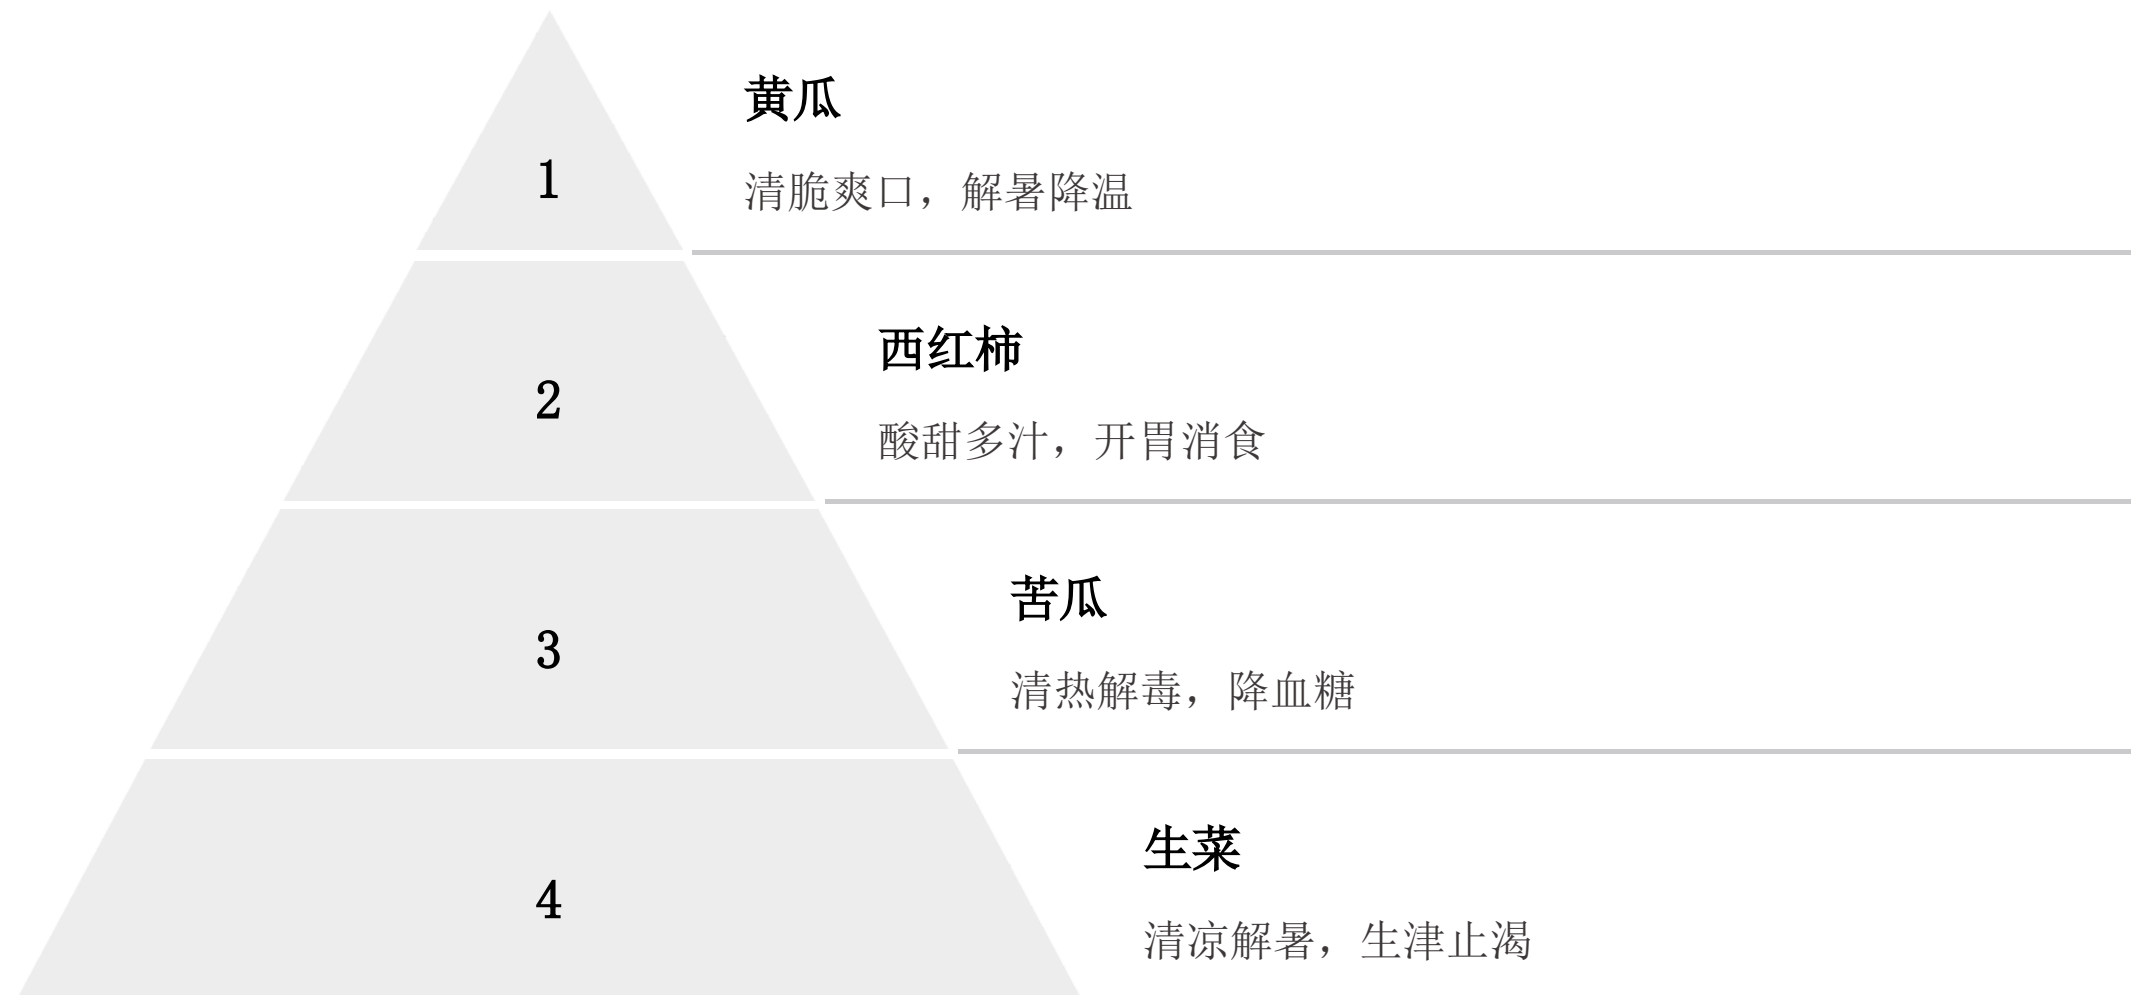 1
黄瓜
清脆爽口，解暑降温
2
西红柿
酸甜多汁，开胃消食
3
苦瓜
清热解毒，降血糖
4
生菜
清凉解暑，生津止渴